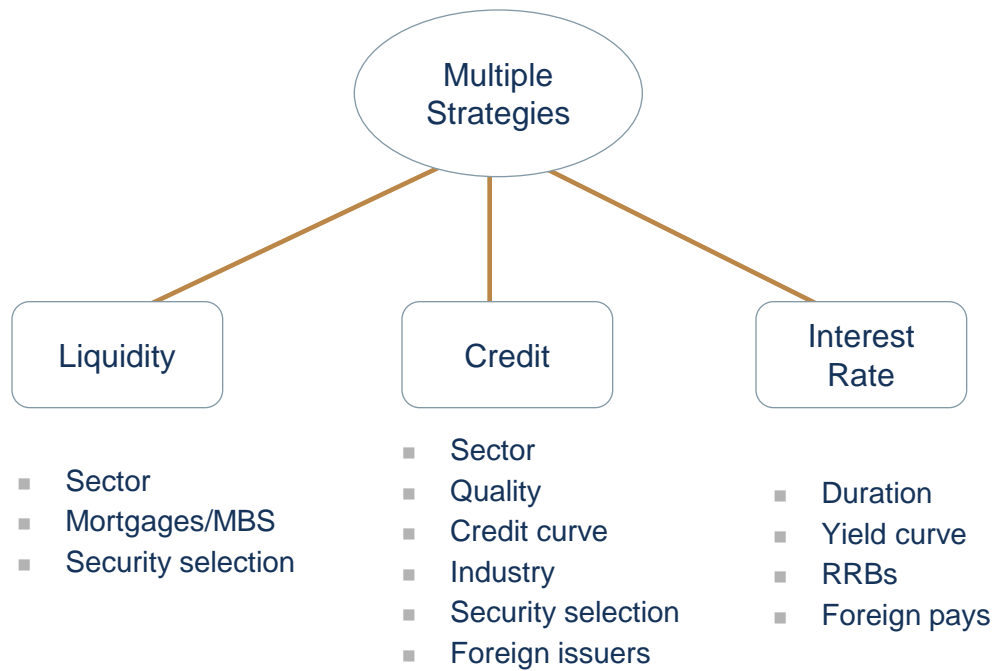 Multiple
Strategies
Liquidity
Credit
Interest
Rate
Sector
Mortgages/MBS
Security selection
Sector
Quality
Credit curve
Industry
Security selection
Foreign issuers
Duration
Yield curve
RRBs
Foreign pays